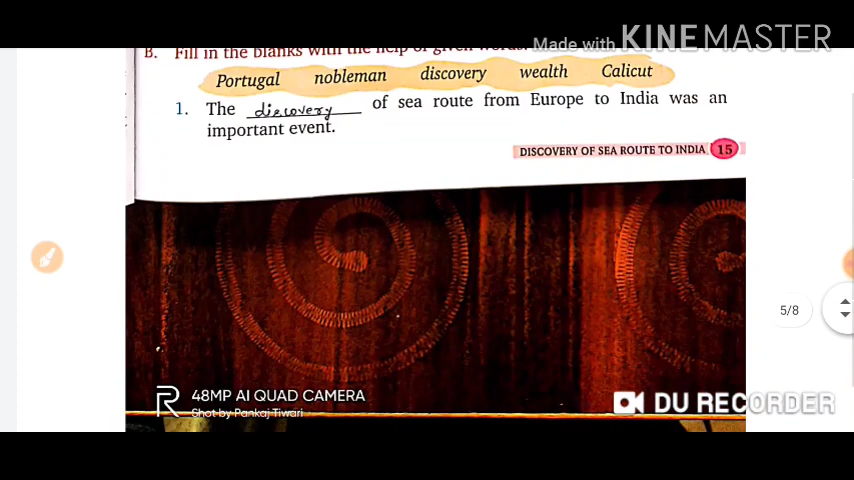 Made with KINEMASTER
B. Fill in the blanks with the help of given words.
Portugal nobleman discovery wealth Calicut
1. The discovery of sea route from Europe to India was an
important event.
DISCOVERY OF SEA ROUTE TO INDIA 15
5/8
48MP AI QUAD CAMERA
Shot by Pankaj Tiwari
DU RECORDER